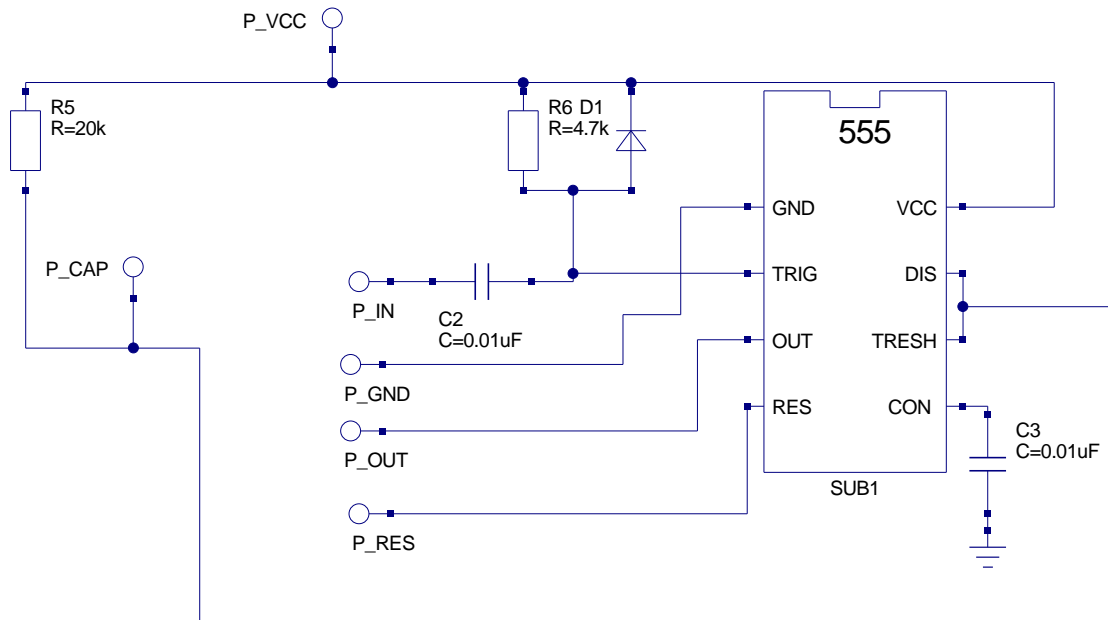 P_VCC
R5
R=20k
R6 D1
R=4.7k
555
GND
VCC
P_CAP
TRIG
DIS
P_IN
C2
C=0.01uF
OUT
TRESH
P_GND
RES
CON
P_OUT
C3
C=0.01uF
SUB1
P_RES